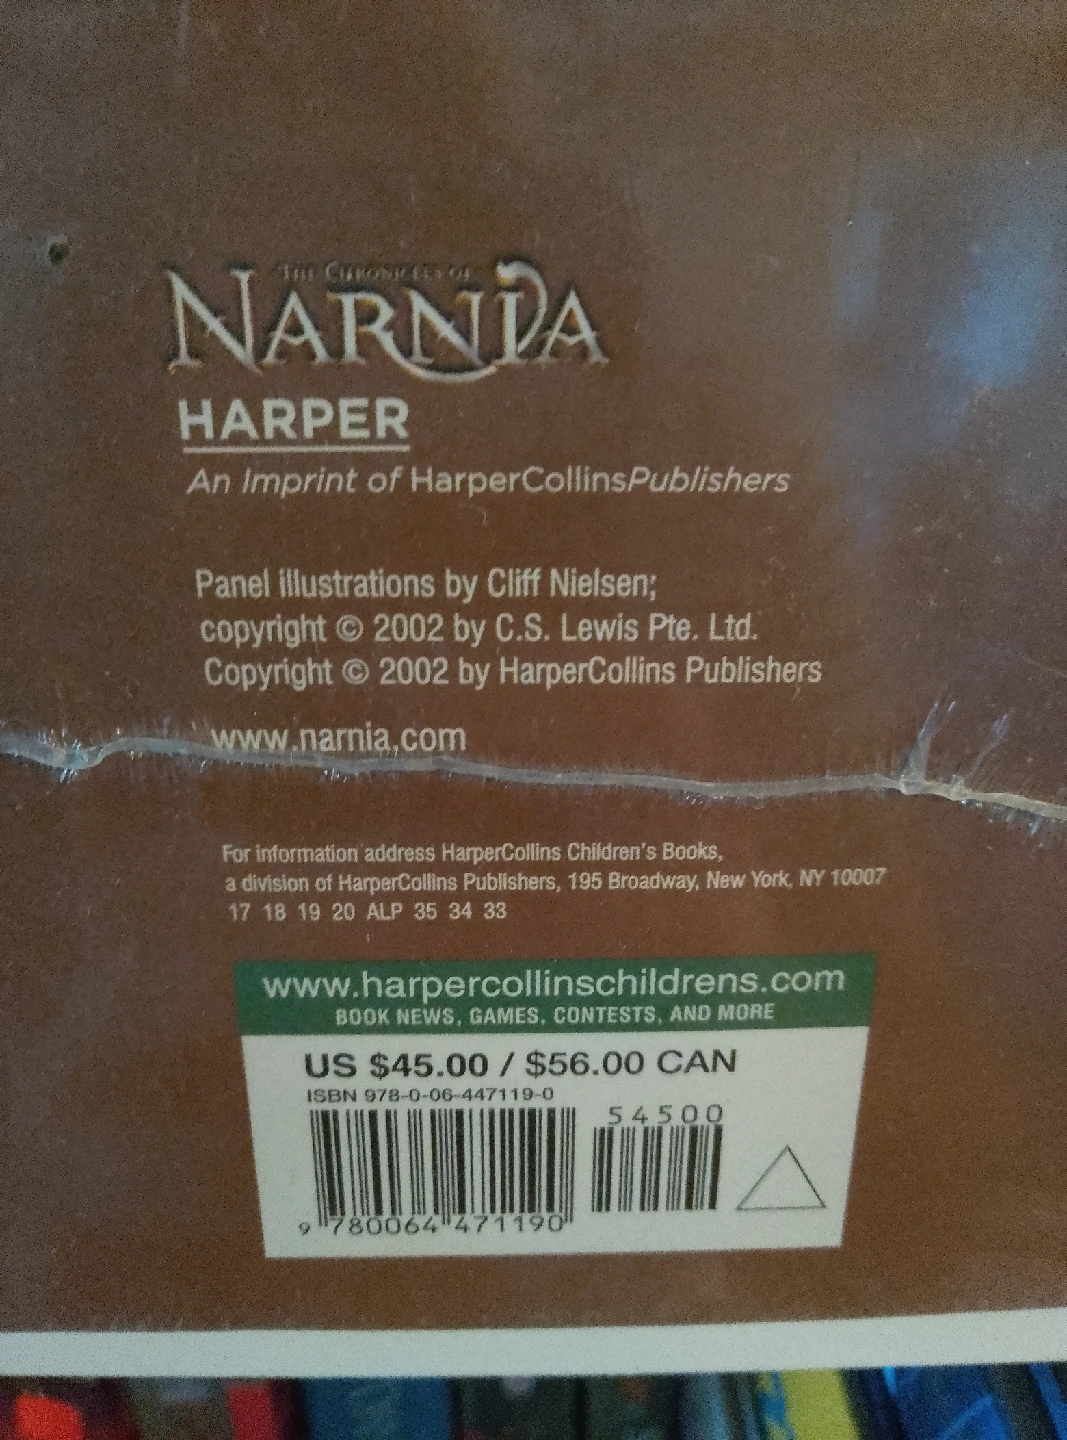 THE CHRONICLES OF
NARNIA
HARPER
An Imprint of HarperCollinsPublishers
Panel illustrations by Cliff Nielsen;
copyright © 2002 by C.S. Lewis Pte. Ltd.
Copyright © 2002 by HarperCollins Publishers
www.narnia.com
For information address HarperCollins Children's Books,
a division of HarperCollins Publishers, 195 Broadway, New York, NY 10007
17 18 19 20 ALP 35 34 33
www.harpercollinschildrens.com
BOOK NEWS, GAMES, CONTESTS, AND MORE
US $45.00 / $56.00 CAN
ISBN 978-0-06-447119-0
54500
9 780064 471190